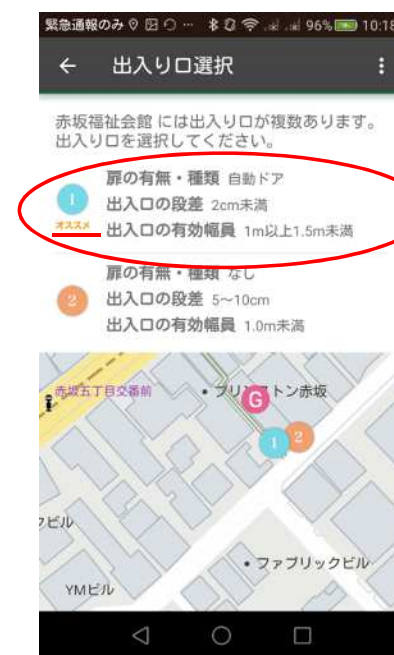 緊急通報のみ … 96% 10:18
← 出入り口選択
赤坂福祉会館 には出入り口が複数あります。
出入り口を選択してください。
扉の有無・種類 自動ドア
1
出入口の段差 2cm未満
オススメ
出入口の有効幅員 1m以上1.5m未満
扉の有無・種類 なし
2
出入口の段差 5～10cm
出入口の有効幅員 1.0m未満
赤坂五丁目交番前
・プリンストン赤坂
G
1 2
クビル
・ファブリックビル
YMビル